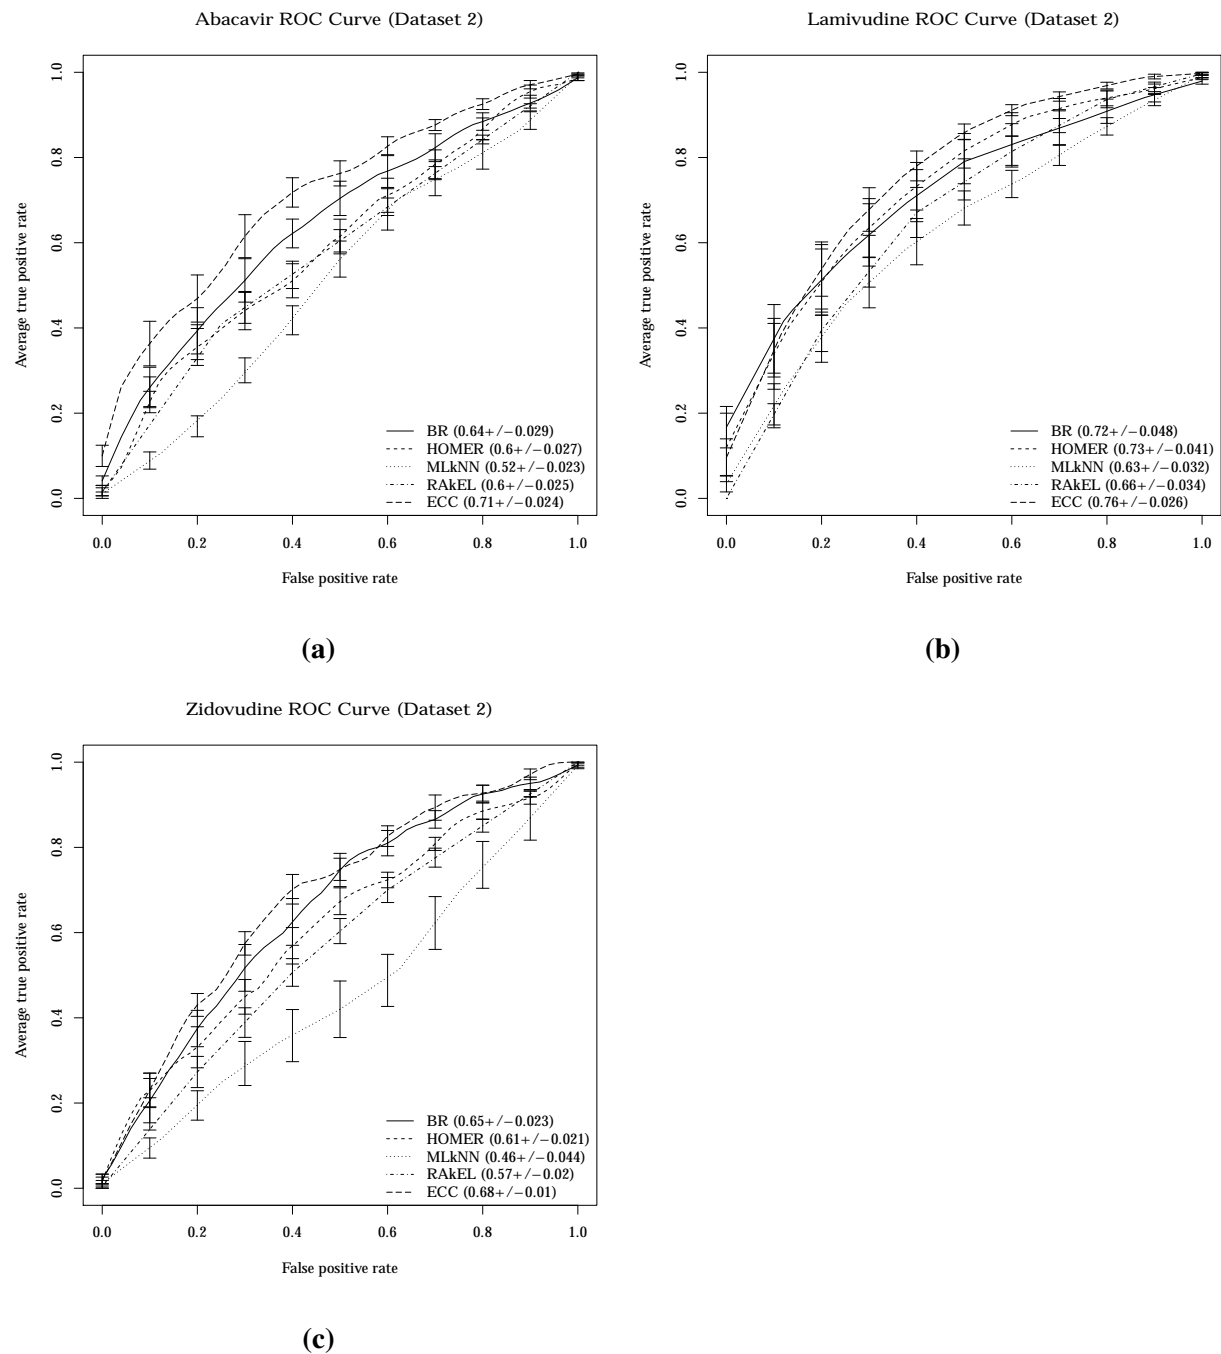 Abacavir ROC Curve (Dataset 2)
Average true positive rate
1.0
0.8
0.6
0.4
0.2
0.0
BR (0.64+/−0.029)
HOMER (0.6+/−0.027)
MLkNN (0.52+/−0.023)
RAkEL (0.6+/−0.025)
ECC (0.71+/−0.024)
0.0 0.2 0.4 0.6 0.8 1.0
False positive rate
(a)
Lamivudine ROC Curve (Dataset 2)
Average true positive rate
1.0
0.8
0.6
0.4
0.2
0.0
BR (0.72+/−0.048)
HOMER (0.73+/−0.041)
MLkNN (0.63+/−0.032)
RAkEL (0.66+/−0.034)
ECC (0.76+/−0.026)
0.0 0.2 0.4 0.6 0.8 1.0
False positive rate
(b)
Zidovudine ROC Curve (Dataset 2)
Average true positive rate
1.0
0.8
0.6
0.4
0.2
0.0
BR (0.65+/−0.023)
HOMER (0.61+/−0.021)
MLkNN (0.46+/−0.044)
RAkEL (0.57+/−0.02)
ECC (0.68+/−0.01)
0.0 0.2 0.4 0.6 0.8 1.0
False positive rate
(c)